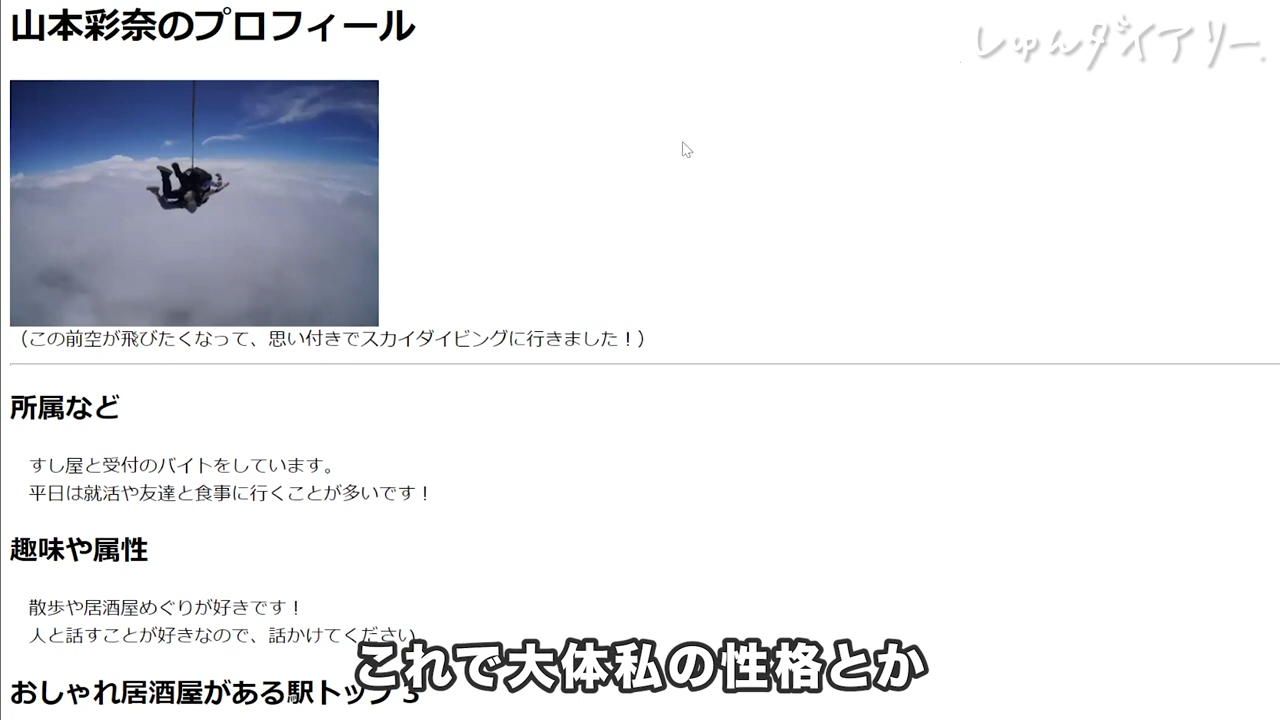 山本彩奈のプロフィール
しゅんダイアリー
（この前空が飛びたくなって、思い付きでスカイダイビングに行きました！）
所属など
すし屋と受付のバイトをしています。
平日は就活や友達と食事に行くことが多いです！
趣味や属性
散歩や居酒屋めぐりが好きです！
人と話すことが好きなので、話かけてください
これで大体私の性格とか
おしゃれ居酒屋がある駅トップ3